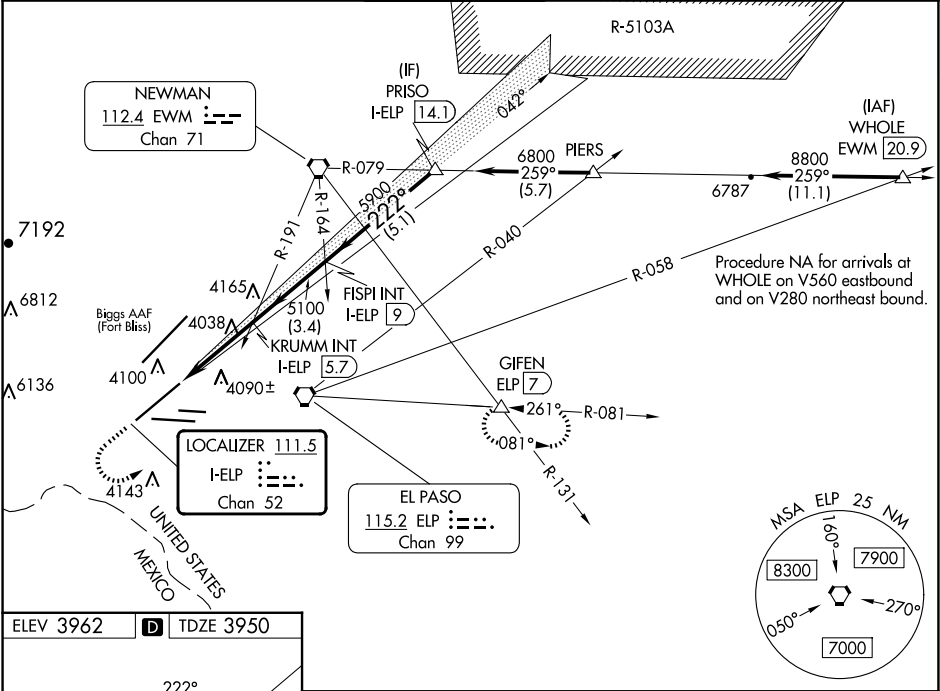 R-5103A
NEWMAN
112.4 EWM
Chan 71
(IF)
PRISO
I-ELP 14.1
042°
(IAF)
WHOLE
EWM 20.9
R-079
6800
259°
(5.7)
PIERS
8800
259°
(11.1)
6787
R-191
R-164
5900
222°
(5.1)
R-040
R-058
7192
6812
6136
Biggs AAF
(Fort Bliss)
4165
4038
4100
4090±
5100
(3.4)
FISPI INT
I-ELP 9
KRUMM INT
I-ELP 5.7
Procedure NA for arrivals at
WHOLE on V560 eastbound
and on V280 northeast bound.
GIFEN
ELP 7
261°
R-081
081°
R-131
LOCALIZER 111.5
I-ELP
Chan 52
4143
EL PASO
115.2 ELP
Chan 99
UNITED STATES
MEXICO
MSA ELP 25 NM
160°
8300
7900
050°
270°
7000
ELEV 3962
D
TDZE 3950
222°